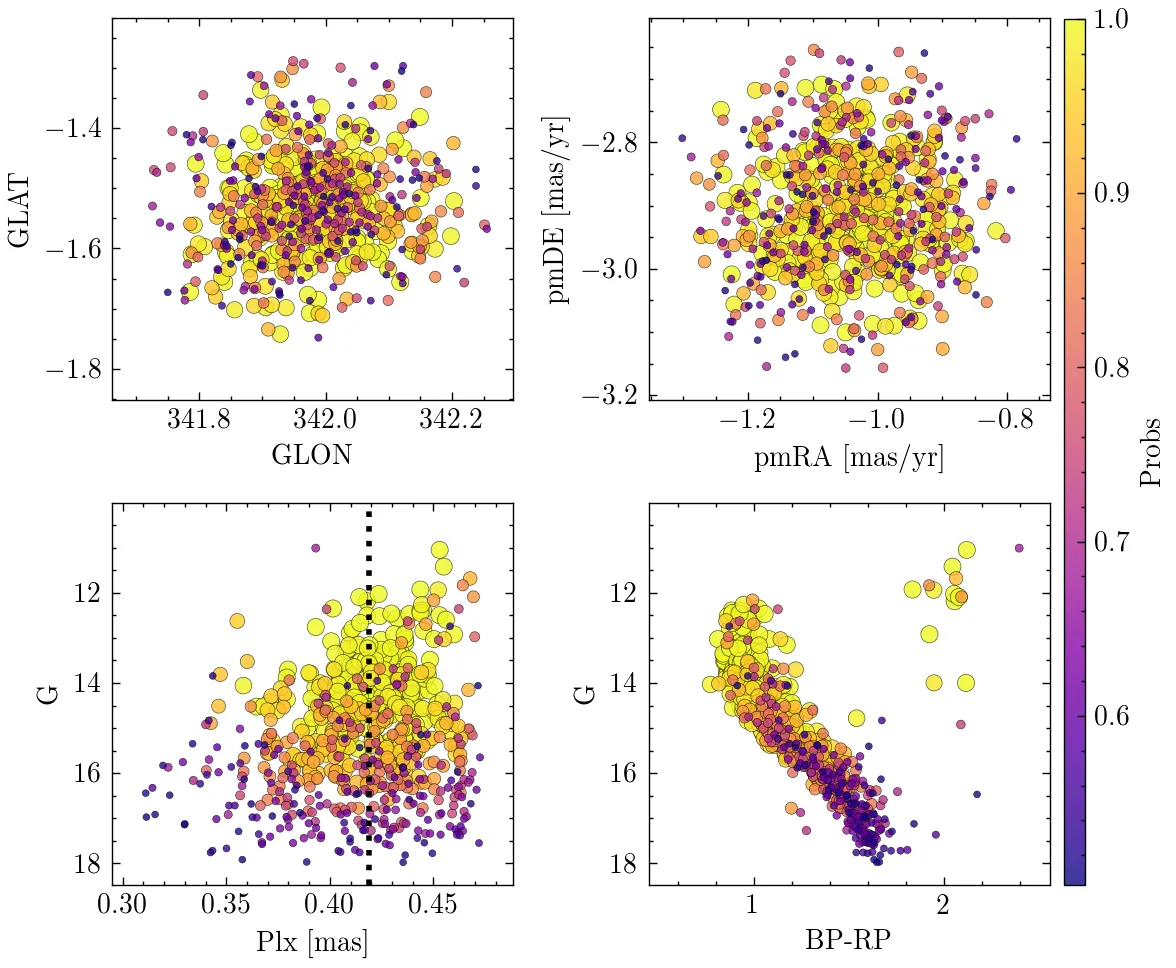 −1.4
−1.6
−1.8
GLAT
341.8 342.0 342.2
GLON
−2.8
−3.0
−3.2
pmDE [mas/yr]
−1.2 −1.0 −0.8
pmRA [mas/yr]
1.0
0.9
0.8
0.7
0.6
Probs
12
14
16
18
G
0.30 0.35 0.40 0.45
Plx [mas]
12
14
16
18
G
1 2
BP-RP